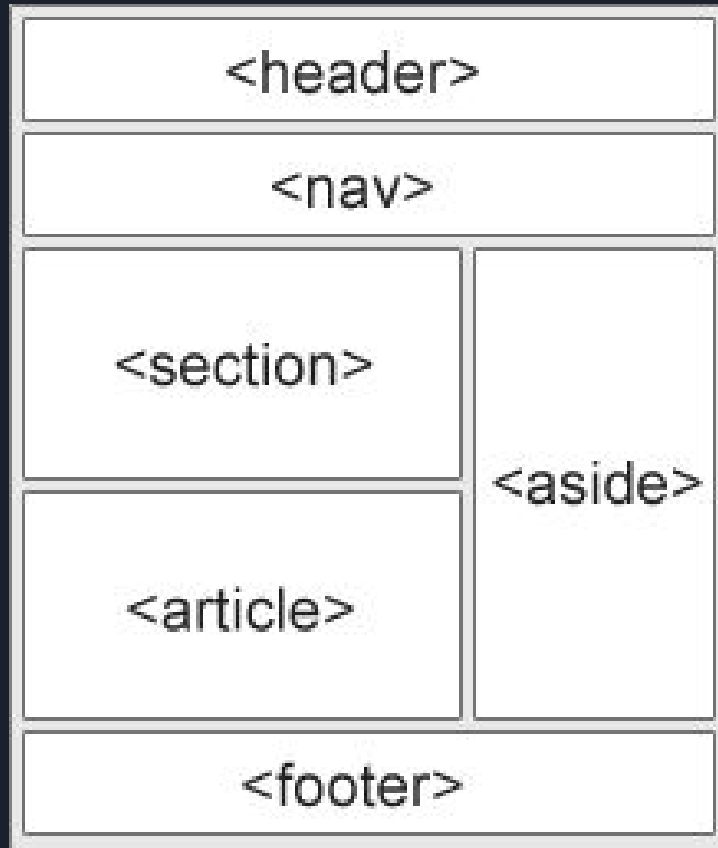 <header>
<nav>
<section>
<aside>
<article>
<footer>